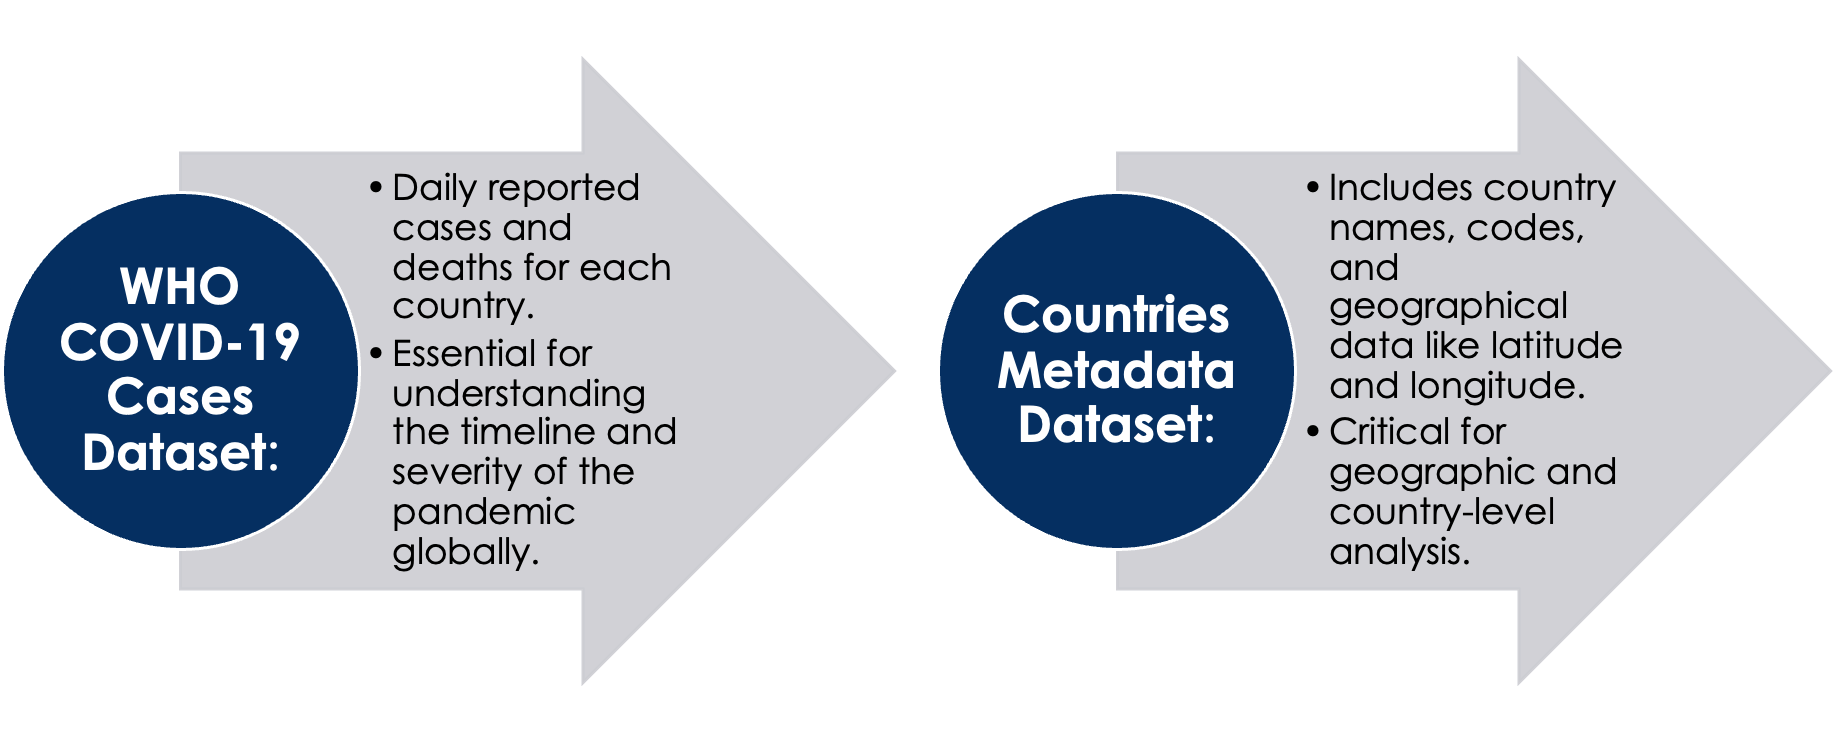 WHO
COVID-19
Cases
Dataset:
• Daily reported
cases and
deaths for each
country.
• Essential for
understanding
the timeline and
severity of the
pandemic
globally.
Countries
Metadata
Dataset:
• Includes country
names, codes,
and
geographical
data like latitude
and longitude.
• Critical for
geographic and
country-level
analysis.